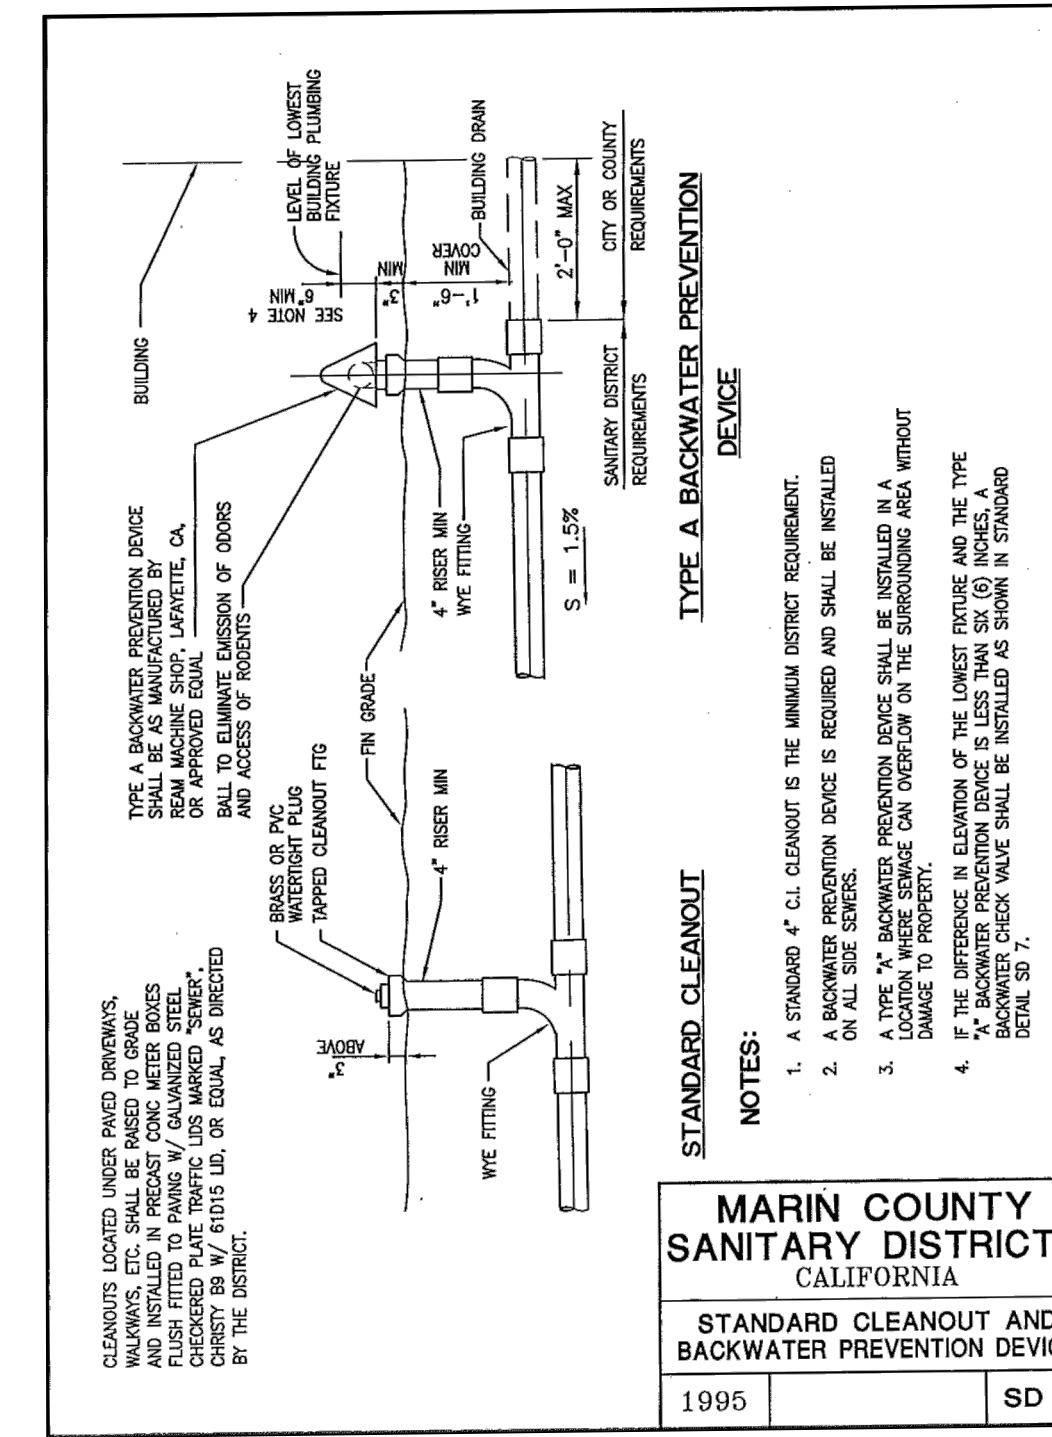 CLEANOUTS LOCATED UNDER PAVED DRIVEWAYS,
WALKWAYS, ETC. SHALL BE RAISED TO GRADE
AND INSTALLED IN PRECAST CONC METER BOXES
FLUSH FITTED TO PAVING W/ GALVANIZED STEEL
CHECKERED PLATE TRAFFIC LIDS MARKED "SEWER",
CHRISTY B9 W/ 61D15 LID, OR EQUAL, AS DIRECTED
BY THE DISTRICT.
BRASS OR PVC
WATERTIGHT PLUG
TAPPED CLEANOUT FTG
3"
ABOVE
FIN GRADE
4" RISER MIN
WYE FITTING
STANDARD CLEANOUT
TYPE A BACKWATER PREVENTION DEVICE
SHALL BE AS MANUFACTURED BY
REAM MACHINE SHOP, LAFAYETTE, CA,
OR APPROVED EQUAL
BALL TO ELIMINATE EMISSION OF ODORS
AND ACCESS OF RODENTS
BUILDING
LEVEL OF LOWEST
BUILDING PLUMBING
FIXTURE
SEE NOTE 4
6" MIN
3" MIN
1'-6"
MIN
COVER
BUILDING DRAIN
4" RISER MIN
WYE FITTING
S = 1.5%
2'-0" MAX
SANITARY DISTRICT
REQUIREMENTS
CITY OR COUNTY
REQUIREMENTS
TYPE A BACKWATER PREVENTION
DEVICE
NOTES:
1. A STANDARD 4" C.I. CLEANOUT IS THE MINIMUM DISTRICT REQUIREMENT.
2. A BACKWATER PREVENTION DEVICE IS REQUIRED AND SHALL BE INSTALLED
ON ALL SIDE SEWERS.
3. A TYPE "A" BACKWATER PREVENTION DEVICE SHALL BE INSTALLED IN A
LOCATION WHERE SEWAGE CAN OVERFLOW ON THE SURROUNDING AREA WITHOUT
DAMAGE TO PROPERTY.
4. IF THE DIFFERENCE IN ELEVATION OF THE LOWEST FIXTURE AND THE TYPE
"A" BACKWATER PREVENTION DEVICE IS LESS THAN SIX (6) INCHES, A
BACKWATER CHECK VALVE SHALL BE INSTALLED AS SHOWN IN STANDARD
DETAIL SD 7.
MARIN COUNTY
SANITARY DISTRICT
CALIFORNIA
STANDARD CLEANOUT AND
BACKWATER PREVENTION DEVIC
1995
SD